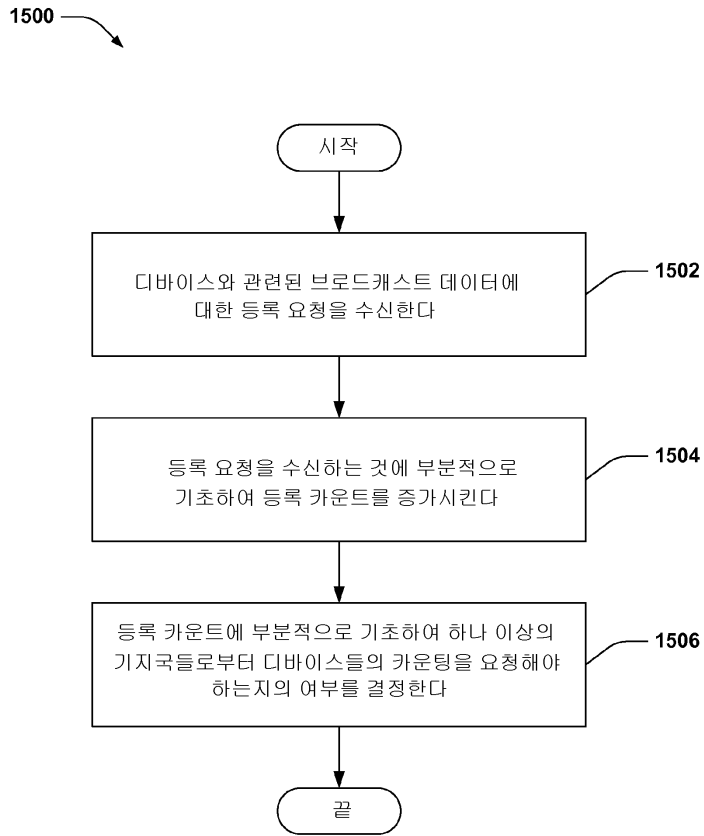 1500
시작
디바이스와 관련된 브로드캐스트 데이터에
대한 등록 요청을 수신한다
1502
등록 요청을 수신하는 것에 부분적으로
기초하여 등록 카운트를 증가시킨다
1504
등록 카운트에 부분적으로 기초하여 하나 이상의
기지국들로부터 디바이스들의 카운팅을 요청해야
하는지의 여부를 결정한다
1506
끝